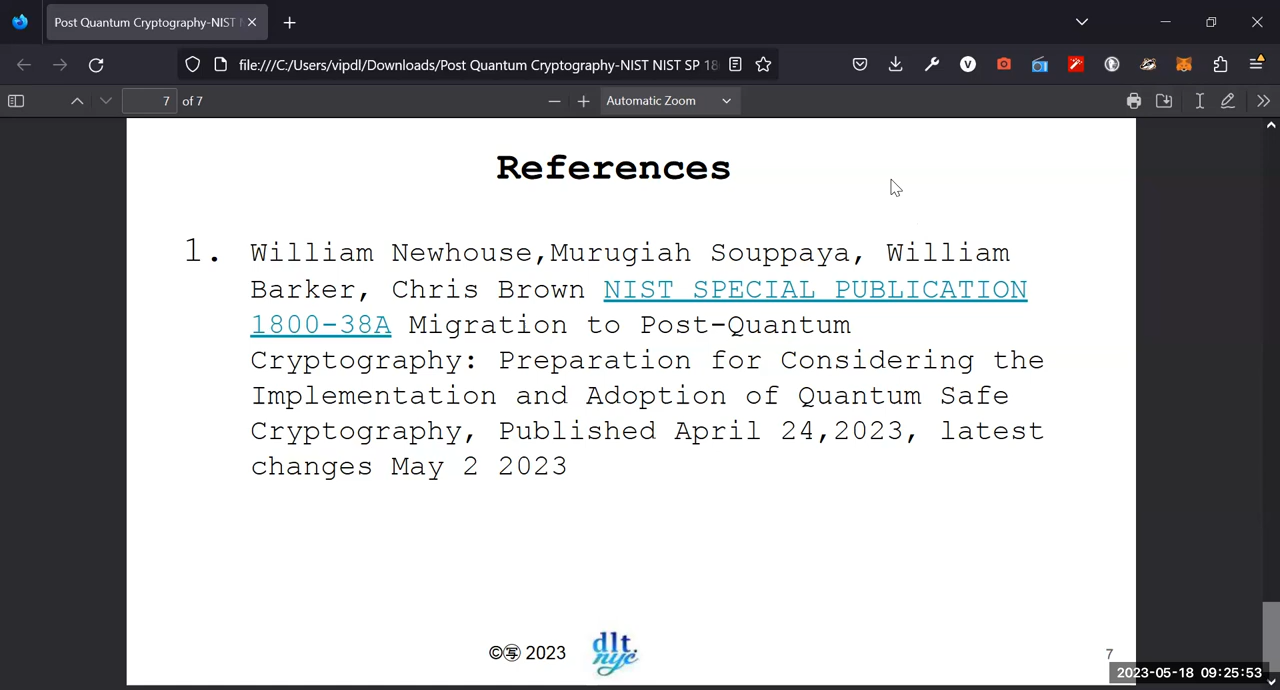 Post Quantum Cryptography-NIST
file:///C:/Users/vipdl/Downloads/Post Quantum Cryptography-NIST NIST SP 18
7 of 7
Automatic Zoom
References
1. William Newhouse,Murugiah Souppaya, William
Barker, Chris Brown NIST SPECIAL PUBLICATION
1800-38A Migration to Post-Quantum
Cryptography: Preparation for Considering the
Implementation and Adoption of Quantum Safe
Cryptography, Published April 24,2023, latest
changes May 2 2023
©写 2023
dlt.
nyc
7
2023-05-18 09:25:53